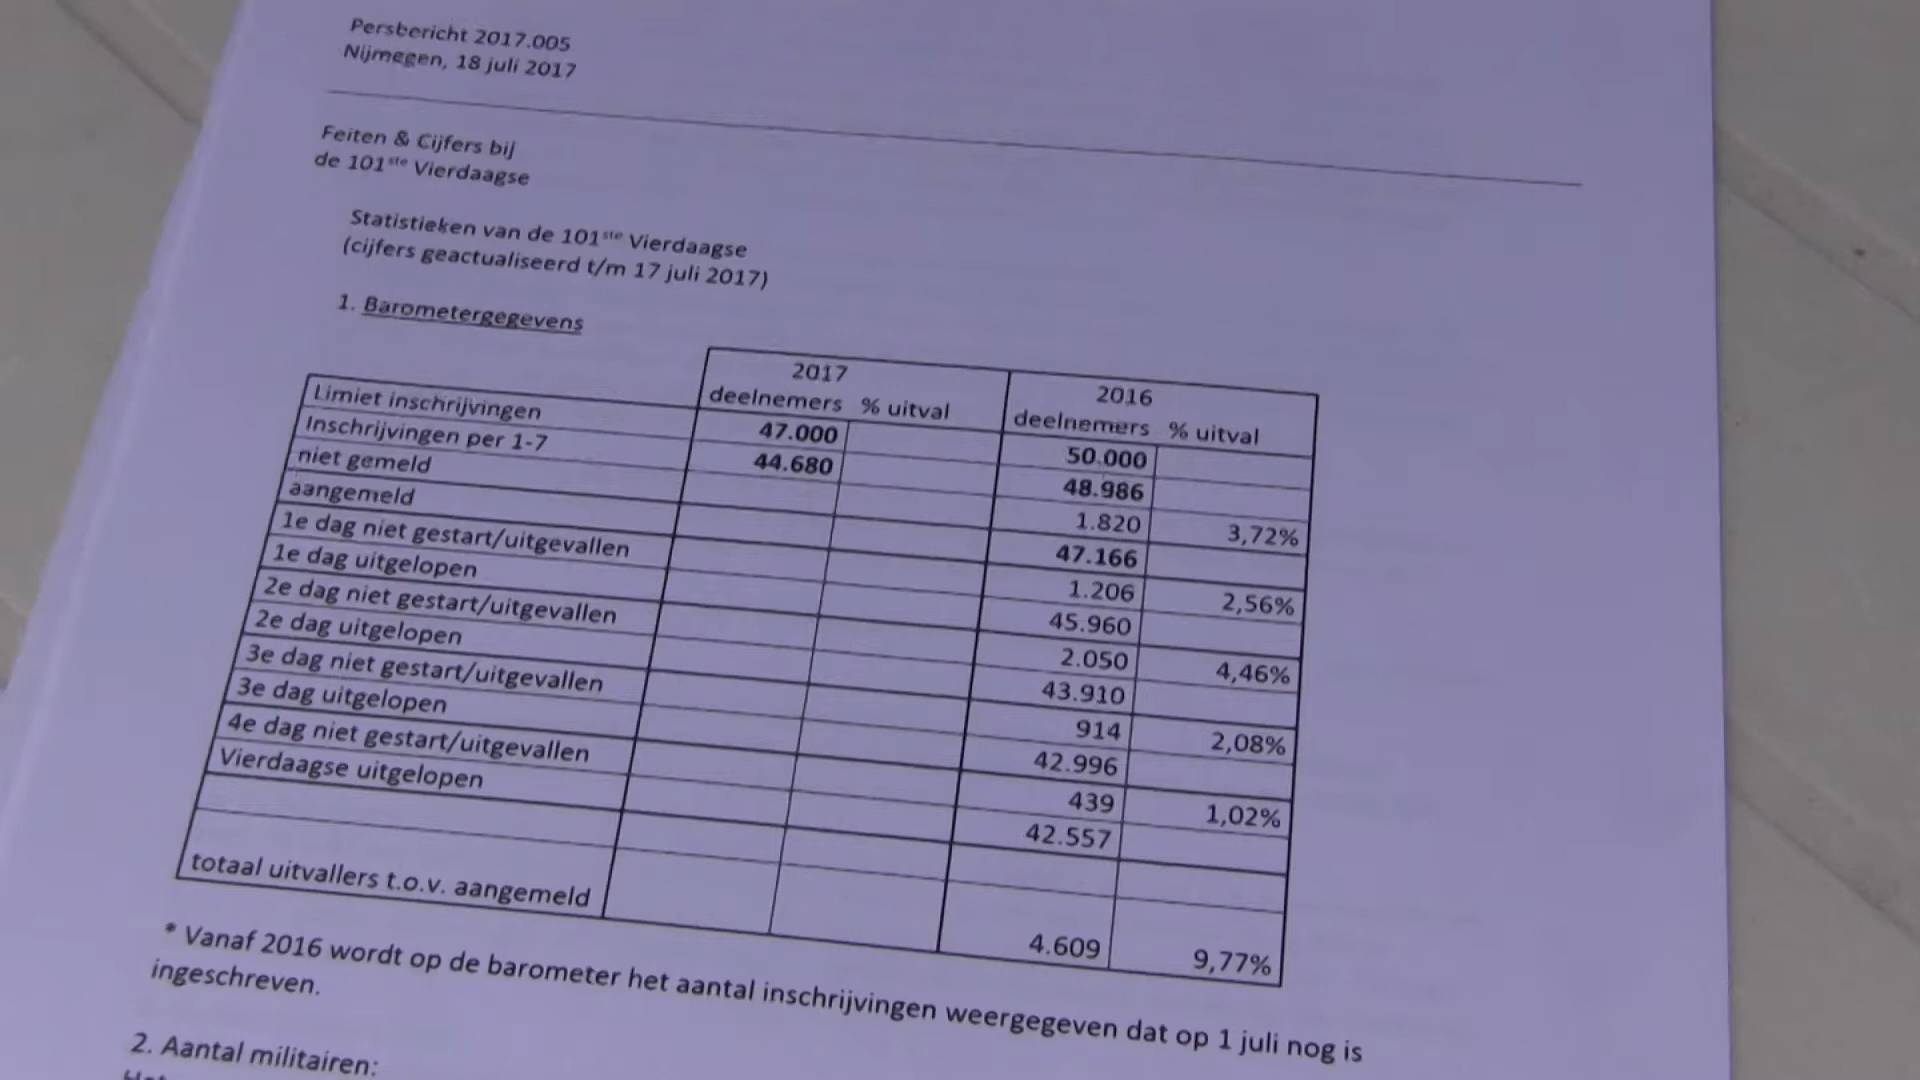 Persbericht 2017.005
Nijmegen, 18 juli 2017
Feiten & Cijfers bij
de 101ste Vierdaagse
Statistieken van de 101ste Vierdaagse
(cijfers geactualiseerd t/m 17 juli 2017)
1. Barometergegevens
2017 2016
deelnemers % uitval deelnemers % uitval
Limiet inschrijvingen 47.000 50.000
Inschrijvingen per 1-7 44.680 48.986
niet gemeld 1.820 3,72%
aangemeld 47.166
1e dag niet gestart/uitgevallen 1.206 2,56%
1e dag uitgelopen 45.960
2e dag niet gestart/uitgevallen 2.050 4,46%
2e dag uitgelopen 43.910
3e dag niet gestart/uitgevallen 914 2,08%
3e dag uitgelopen 42.996
4e dag niet gestart/uitgevallen 439 1,02%
Vierdaagse uitgelopen 42.557
totaal uitvallers t.o.v. aangemeld 4.609 9,77%
* Vanaf 2016 wordt op de barometer het aantal inschrijvingen weergegeven dat op 1 juli nog is
ingeschreven.
2. Aantal militairen: